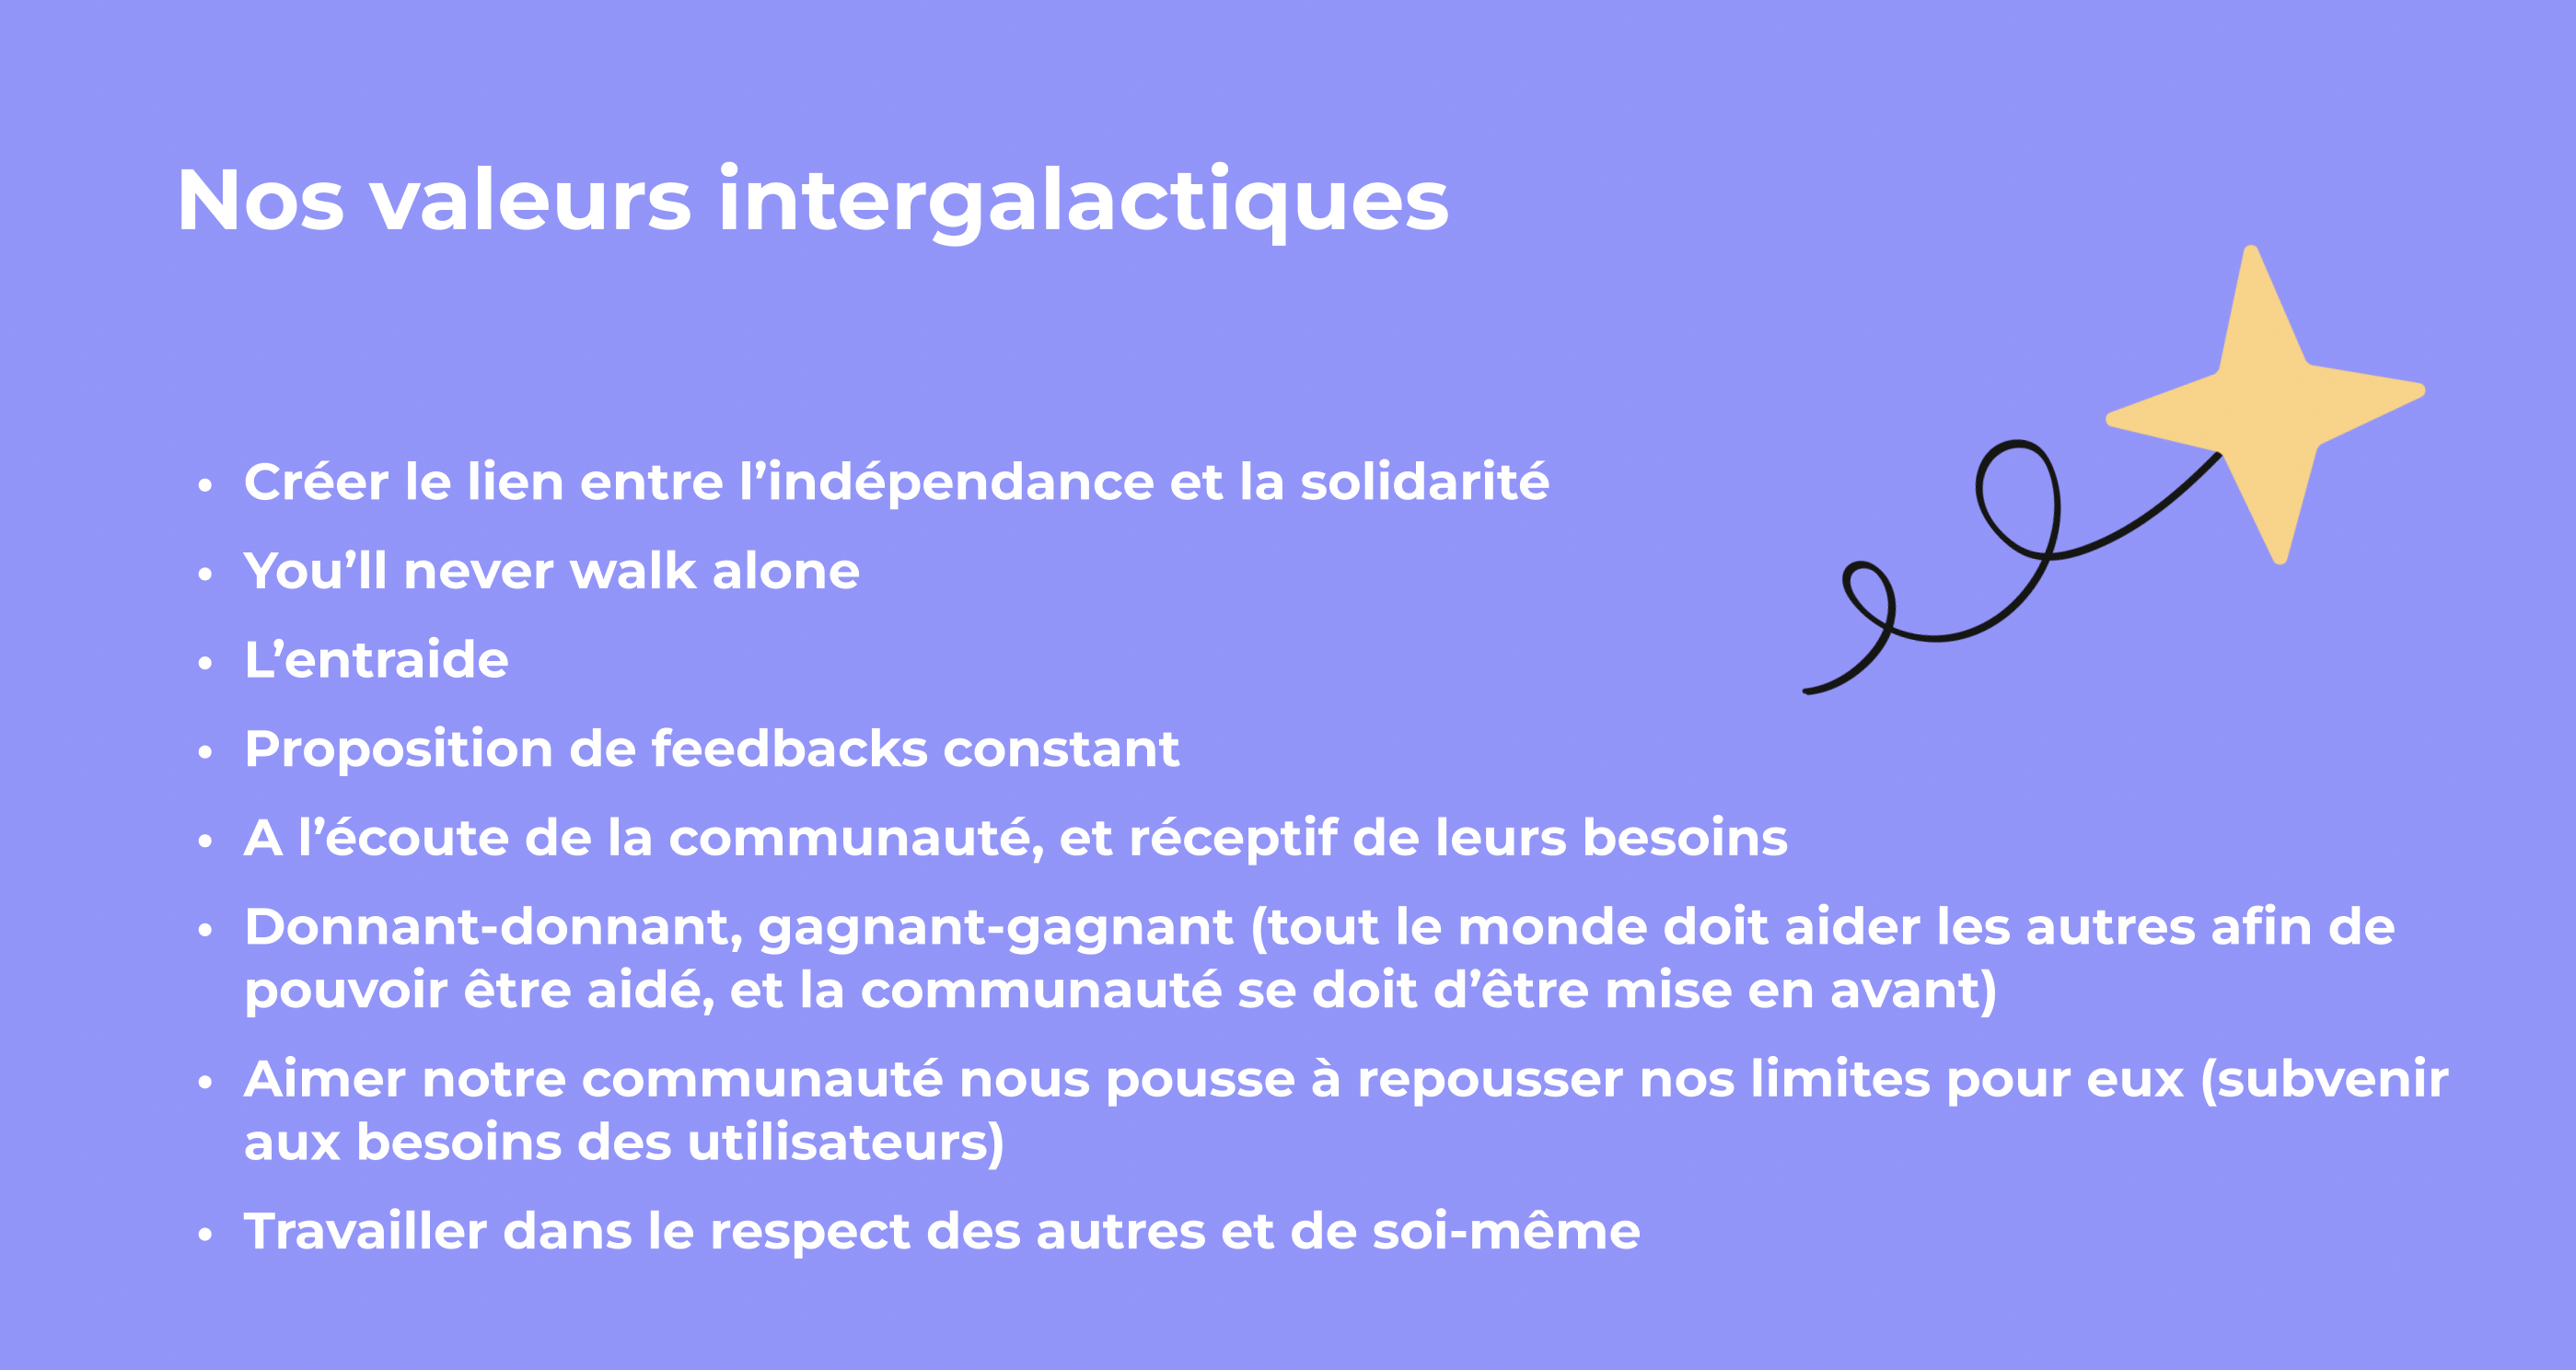 Nos valeurs intergalactiques
• Créer le lien entre l’indépendance et la solidarité
• You’ll never walk alone
• L’entraide
• Proposition de feedbacks constant
• A l’écoute de la communauté, et réceptif de leurs besoins
• Donnant-donnant, gagnant-gagnant (tout le monde doit aider les autres afin de
pouvoir être aidé, et la communauté se doit d’être mise en avant)
• Aimer notre communauté nous pousse à repousser nos limites pour eux (subvenir
aux besoins des utilisateurs)
• Travailler dans le respect des autres et de soi-même